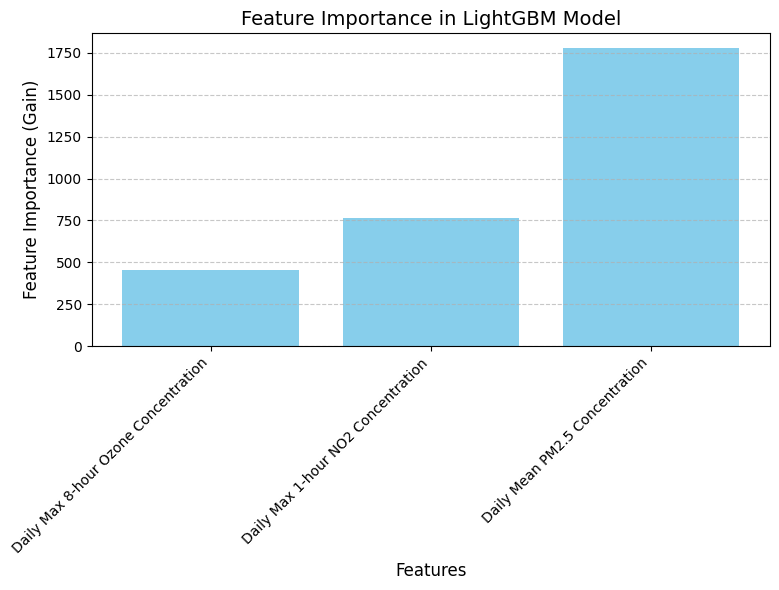 Feature Importance in LightGBM Model
Feature Importance (Gain)
1750
1500
1250
1000
750
500
250
0
Daily Max 8-hour Ozone Concentration
Daily Max 1-hour NO2 Concentration
Daily Mean PM2.5 Concentration
Features